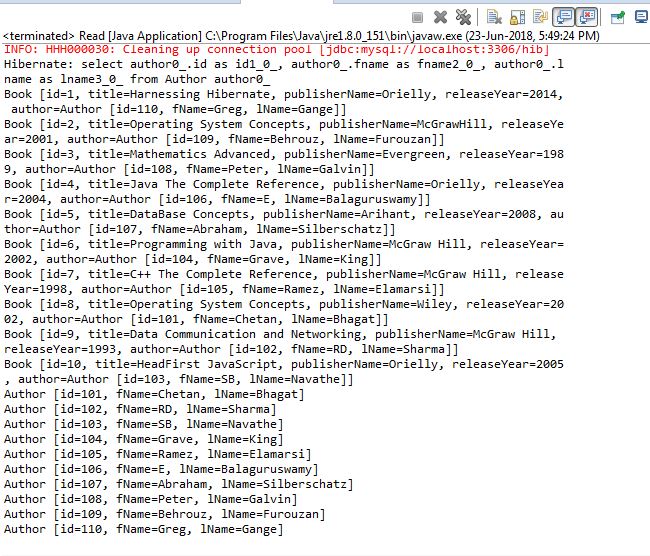 <terminated> Read [Java Application] C:\Program Files\Java\jre1.8.0_151\bin\javaw.exe (23-Jun-2018, 5:49:24 PM)
INFO: HHH000030: Cleaning up connection pool [jdbc:mysql://localhost:3306/hib]
Hibernate: select author0_.id as id1_0_, author0_.fname as fname2_0_, author0_.l
name as lname3_0_ from Author author0_
Book [id=1, title=Harnessing Hibernate, publisherName=Orielly, releaseYear=2014,
 author=Author [id=110, fName=Greg, lName=Gange]]
Book [id=2, title=Operating System Concepts, publisherName=McGrawHill, releaseYe
ar=2001, author=Author [id=109, fName=Behrouz, lName=Furouzan]]
Book [id=3, title=Mathematics Advanced, publisherName=Evergreen, releaseYear=198
9, author=Author [id=108, fName=Peter, lName=Galvin]]
Book [id=4, title=Java The Complete Reference, publisherName=Orielly, releaseYea
r=2004, author=Author [id=106, fName=E, lName=Balaguruswamy]]
Book [id=5, title=DataBase Concepts, publisherName=Arihant, releaseYear=2008, au
thor=Author [id=107, fName=Abraham, lName=Silberschatz]]
Book [id=6, title=Programming with Java, publisherName=McGraw Hill, releaseYear=
2002, author=Author [id=104, fName=Grave, lName=King]]
Book [id=7, title=C++ The Complete Reference, publisherName=McGraw Hill, release
Year=1998, author=Author [id=105, fName=Ramez, lName=Elamarsi]]
Book [id=8, title=Operating System Concepts, publisherName=Wiley, releaseYear=20
02, author=Author [id=101, fName=Chetan, lName=Bhagat]]
Book [id=9, title=Data Communication and Networking, publisherName=McGraw Hill,
releaseYear=1993, author=Author [id=102, fName=RD, lName=Sharma]]
Book [id=10, title=HeadFirst JavaScript, publisherName=Orielly, releaseYear=2005
, author=Author [id=103, fName=SB, lName=Navathe]]
Author [id=101, fName=Chetan, lName=Bhagat]
Author [id=102, fName=RD, lName=Sharma]
Author [id=103, fName=SB, lName=Navathe]
Author [id=104, fName=Grave, lName=King]
Author [id=105, fName=Ramez, lName=Elamarsi]
Author [id=106, fName=E, lName=Balaguruswamy]
Author [id=107, fName=Abraham, lName=Silberschatz]
Author [id=108, fName=Peter, lName=Galvin]
Author [id=109, fName=Behrouz, lName=Furouzan]
Author [id=110, fName=Greg, lName=Gange]